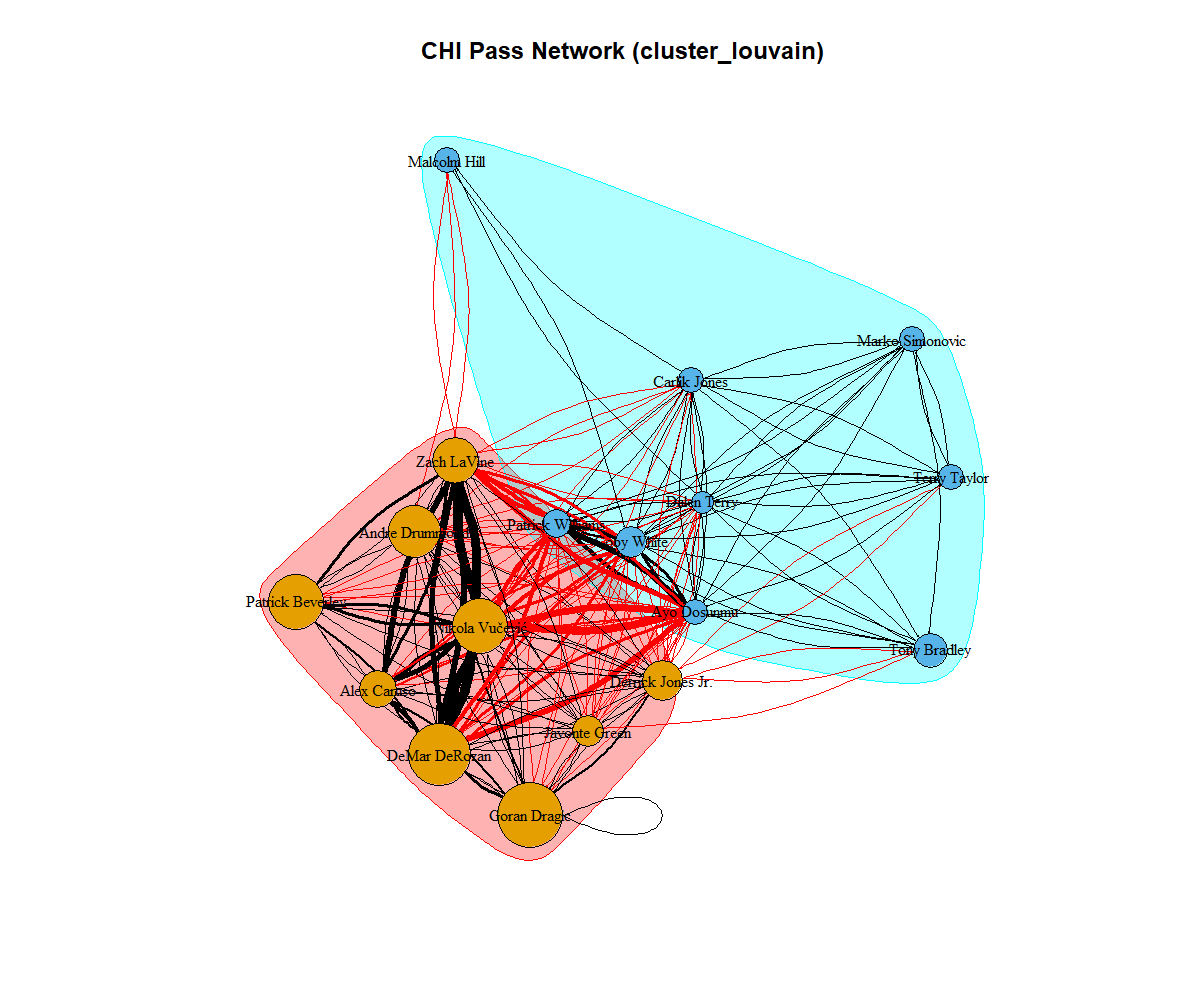 CHI Pass Network (cluster_louvain)
Malcolm Hill
Marko Simonovic
Carlik Jones
Zach LaVine
Terry Taylor
Dalen Terry
Patrick Williams
Andre Drummond
Coby White
Patrick Beverley
Ayo Dosunmu
Nikola Vučević
Tony Bradley
Derrick Jones Jr.
Alex Caruso
Javonte Green
DeMar DeRozan
Goran Dragic